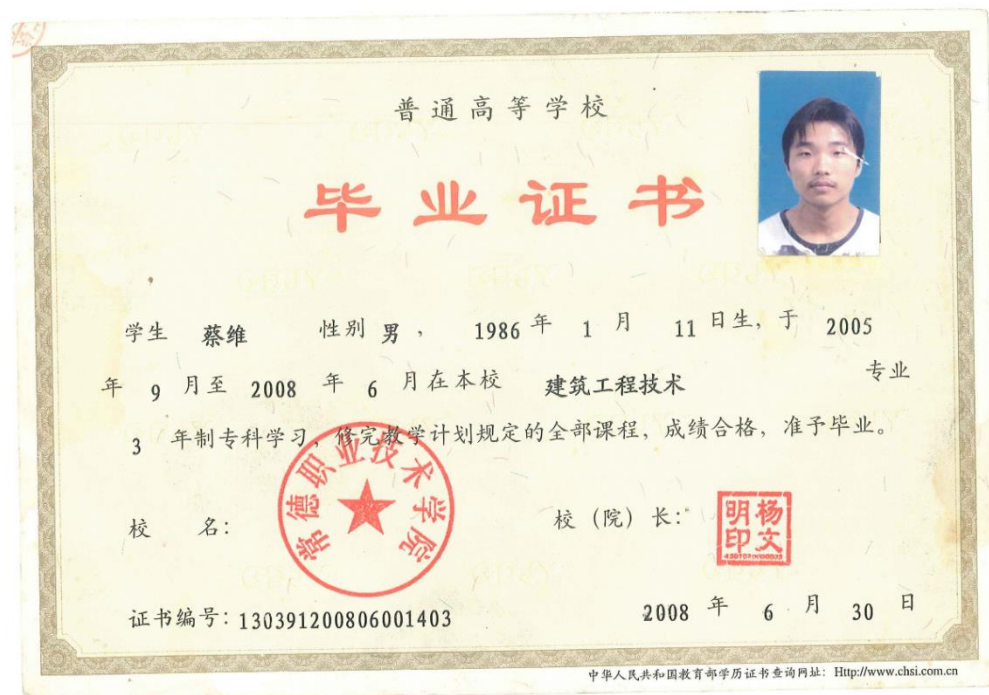 普通高等学校
毕业证书
学生 蔡维 性别 男 ， 1986 年 1 月 11 日生，于 2005
年 9 月至 2008 年 6 月在本校 建筑工程技术 专业
3 年制专科学习，修完教学计划规定的全部课程，成绩合格，准予毕业。
常德职业技术学院
校 名：
校（院）长：
杨文明印
证书编号：130391200806001403
2008 年 6 月 30 日
中华人民共和国教育部学历证书查询网址：Http://www.chsi.com.cn